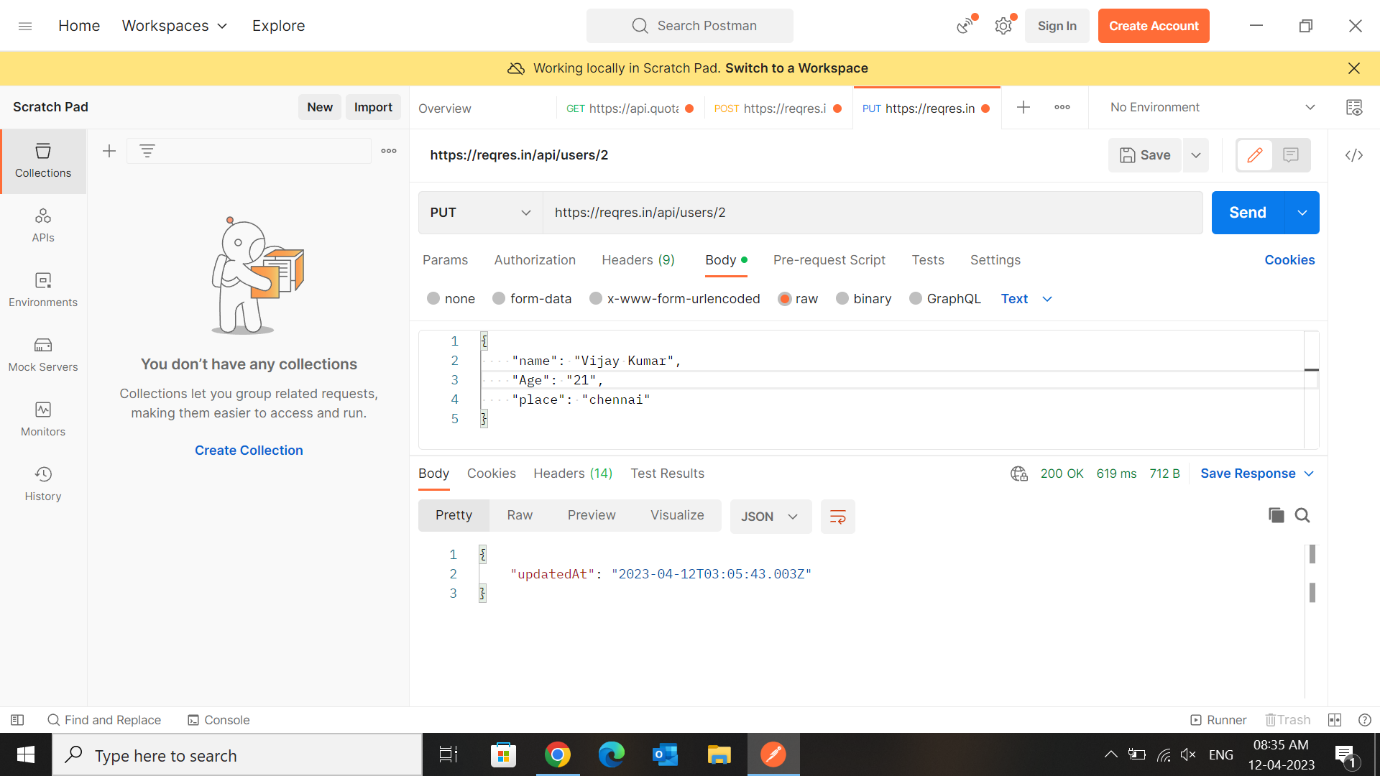 Home Workspaces Explore Search Postman Sign In Create Account
Working locally in Scratch Pad. Switch to a Workspace
Scratch Pad New Import Overview GET https://api.quota POST https://reqres.i PUT https://reqres.in No Environment
https://reqres.in/api/users/2 Save
Collections
PUT https://reqres.in/api/users/2 Send
APIs
Params Authorization Headers (9) Body Pre-request Script Tests Settings Cookies
Environments
none form-data x-www-form-urlencoded raw binary GraphQL Text
1 {
2 "name": "Vijay Kumar",
3 "Age": "21",
4 "place": "chennai"
5 }
Mock Servers
You don’t have any collections
Collections let you group related requests,
making them easier to access and run.
Monitors
Create Collection
Body Cookies Headers (14) Test Results 200 OK 619 ms 712 B Save Response
History
Pretty Raw Preview Visualize JSON
1 {
2 "updatedAt": "2023-04-12T03:05:43.003Z"
3 }
Find and Replace Console Runner Trash
Type here to search ENG 08:35 AM
12-04-2023 1